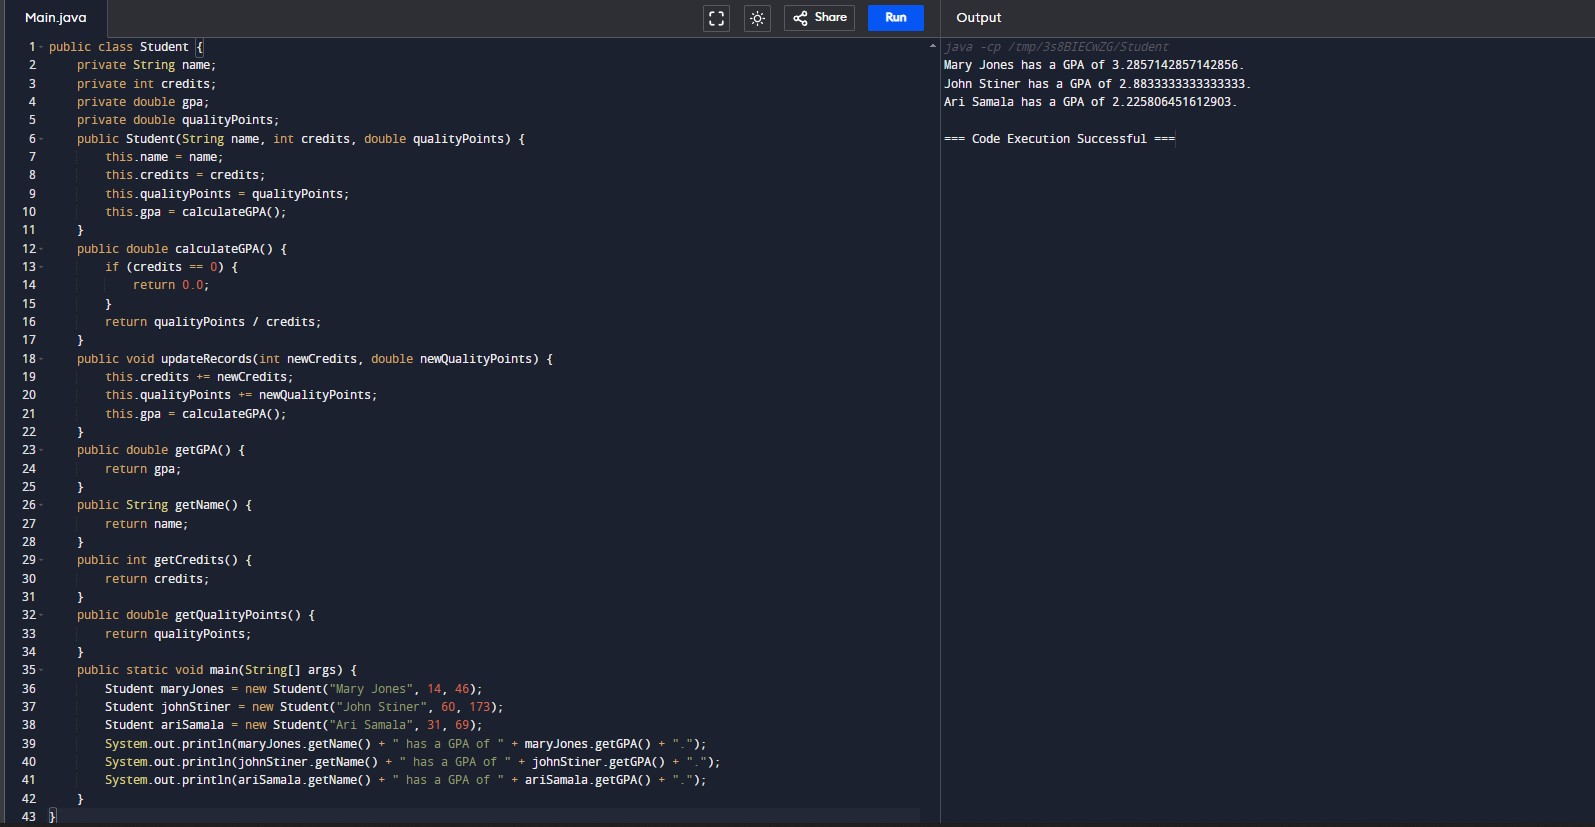 Main.java
Share
Run
Output
1 public class Student {
2 private String name;
3 private int credits;
4 private double gpa;
5 private double qualityPoints;
6 public Student(String name, int credits, double qualityPoints) {
7 this.name = name;
8 this.credits = credits;
9 this.qualityPoints = qualityPoints;
10 this.gpa = calculateGPA();
11 }
12 public double calculateGPA() {
13 if (credits == 0) {
14 return 0.0;
15 }
16 return qualityPoints / credits;
17 }
18 public void updateRecords(int newCredits, double newQualityPoints) {
19 this.credits += newCredits;
20 this.qualityPoints += newQualityPoints;
21 this.gpa = calculateGPA();
22 }
23 public double getGPA() {
24 return gpa;
25 }
26 public String getName() {
27 return name;
28 }
29 public int getCredits() {
30 return credits;
31 }
32 public double getQualityPoints() {
33 return qualityPoints;
34 }
35 public static void main(String[] args) {
36 Student maryJones = new Student("Mary Jones", 14, 46);
37 Student johnStiner = new Student("John Stiner", 60, 173);
38 Student ariSamala = new Student("Ari Samala", 31, 69);
39 System.out.println(maryJones.getName() + " has a GPA of " + maryJones.getGPA() + ".");
40 System.out.println(johnStiner.getName() + " has a GPA of " + johnStiner.getGPA() + ".");
41 System.out.println(ariSamala.getName() + " has a GPA of " + ariSamala.getGPA() + ".");
42 }
43 }
java -cp /tmp/3s8BIECwZG/Student
Mary Jones has a GPA of 3.2857142857142856.
John Stiner has a GPA of 2.8833333333333333.
Ari Samala has a GPA of 2.225806451612903.
=== Code Execution Successful ===